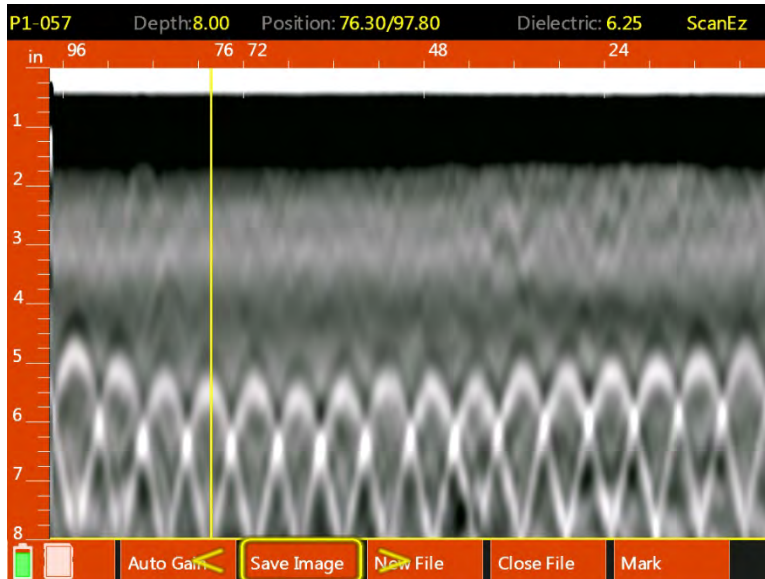 P1-057 Depth:8.00 Position: 76.30/97.80 Dielectric: 6.25 ScanEz
in 96 76 72 48 24
1
2
3
4
5
6
7
8
Auto Gain < Save Image > New File Close File Mark